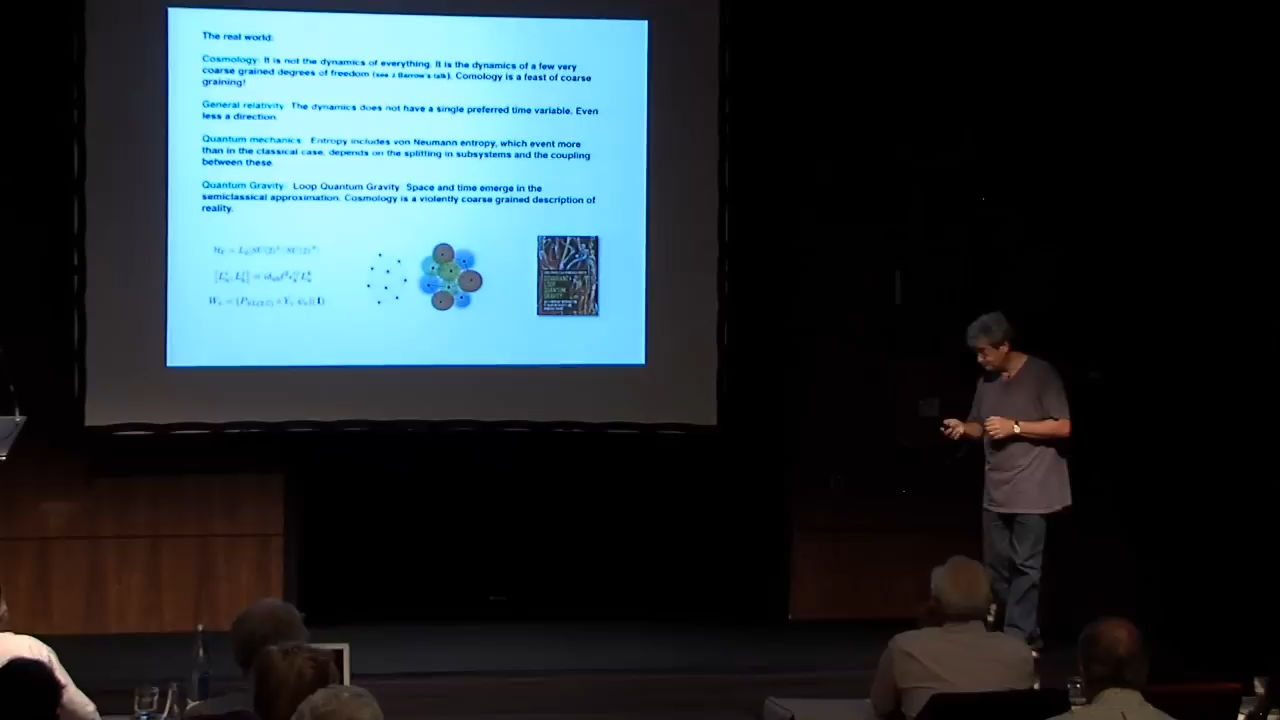 The real world:
Cosmology: It is not the dynamics of everything. It is the dynamics of a few very
coarse grained degrees of freedom (see J Barrow's talk). Comology is a feast of coarse
graining!
General relativity: The dynamics does not have a single preferred time variable. Even
less a direction.
Quantum mechanics: Entropy includes von Neumann entropy, which event more
than in the classical case, depends on the splitting in subsystems and the coupling
between these.
Quantum Gravity: Loop Quantum Gravity. Space and time emerge in the
semiclassical approximation. Cosmology is a violently coarse grained description of
reality.
COVARIANT
LOOP
QUANTUM
GRAVITY